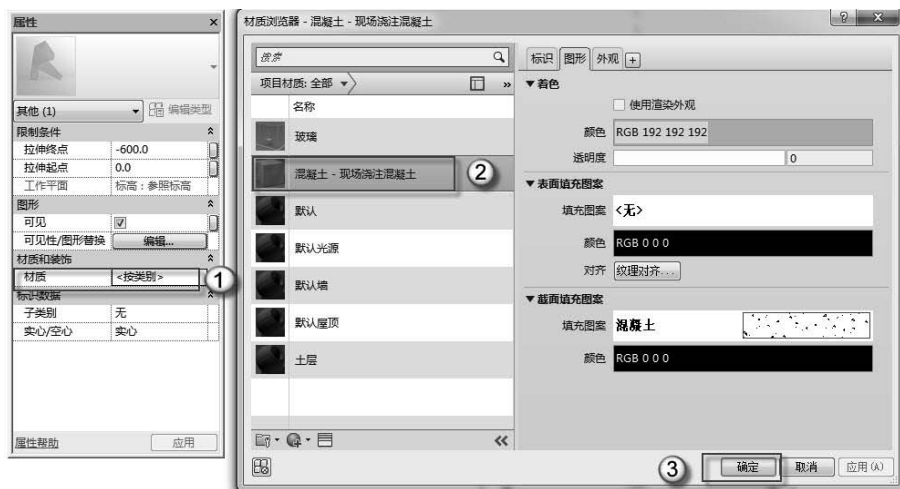 属性
其他 (1)
编辑类型
限制条件
拉伸终点 -600.0
拉伸起点 0.0
工作平面 标高：参照标高
图形
可见
可见性/图形替换 编辑...
材质和装饰
材质 <按类别>
①
标识数据
子类别 无
实心/空心 实心
属性帮助 应用
材质浏览器 - 混凝土 - 现场浇注混凝土
搜索
项目材质: 全部
名称
玻璃
混凝土 - 现场浇注混凝土
②
默认
默认光源
默认墙
默认屋顶
土层
标识 图形 外观
▼着色
使用渲染外观
颜色 RGB 192 192 192
透明度 0
▼表面填充图案
填充图案 <无>
颜色 RGB 0 0 0
对齐 纹理对齐...
▼截面填充图案
填充图案 混凝土
颜色 RGB 0 0 0
③
确定 取消 应用(A)